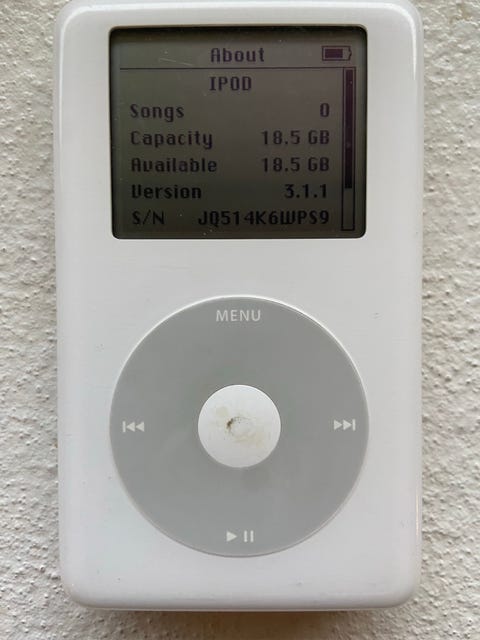 About
IPOD
Songs 0
Capacity 18.5 GB
Available 18.5 GB
Version 3.1.1
S/N JQ514K6WPS9
MENU